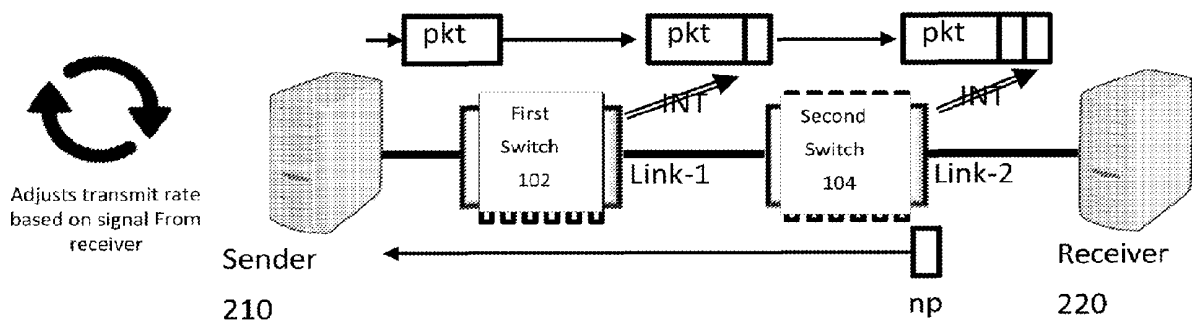 pkt
pkt
pkt
INT
INT
First
Switch
102
Second
Switch
104
Link-1
Link-2
Adjusts transmit rate
based on signal From
receiver
Sender
210
np
Receiver
220